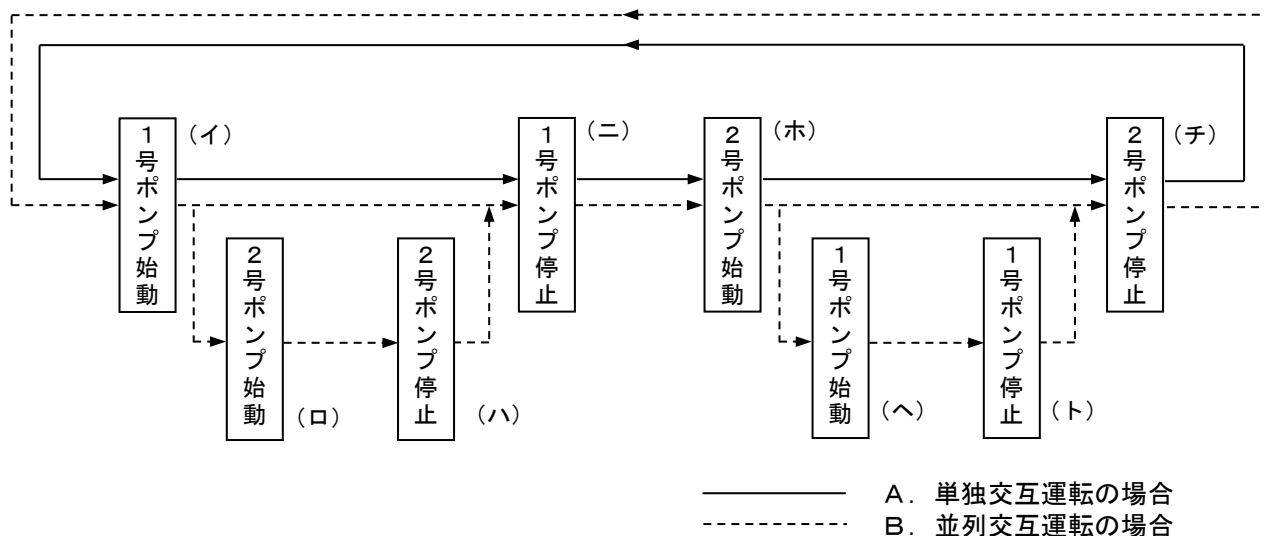 1号ポンプ始動
(イ)
1号ポンプ停止
(ニ)
2号ポンプ始動
(ホ)
2号ポンプ停止
(チ)
2号ポンプ始動
(ロ)
2号ポンプ停止
(ハ)
1号ポンプ始動
(ヘ)
1号ポンプ停止
(ト)
A．単独交互運転の場合
B．並列交互運転の場合